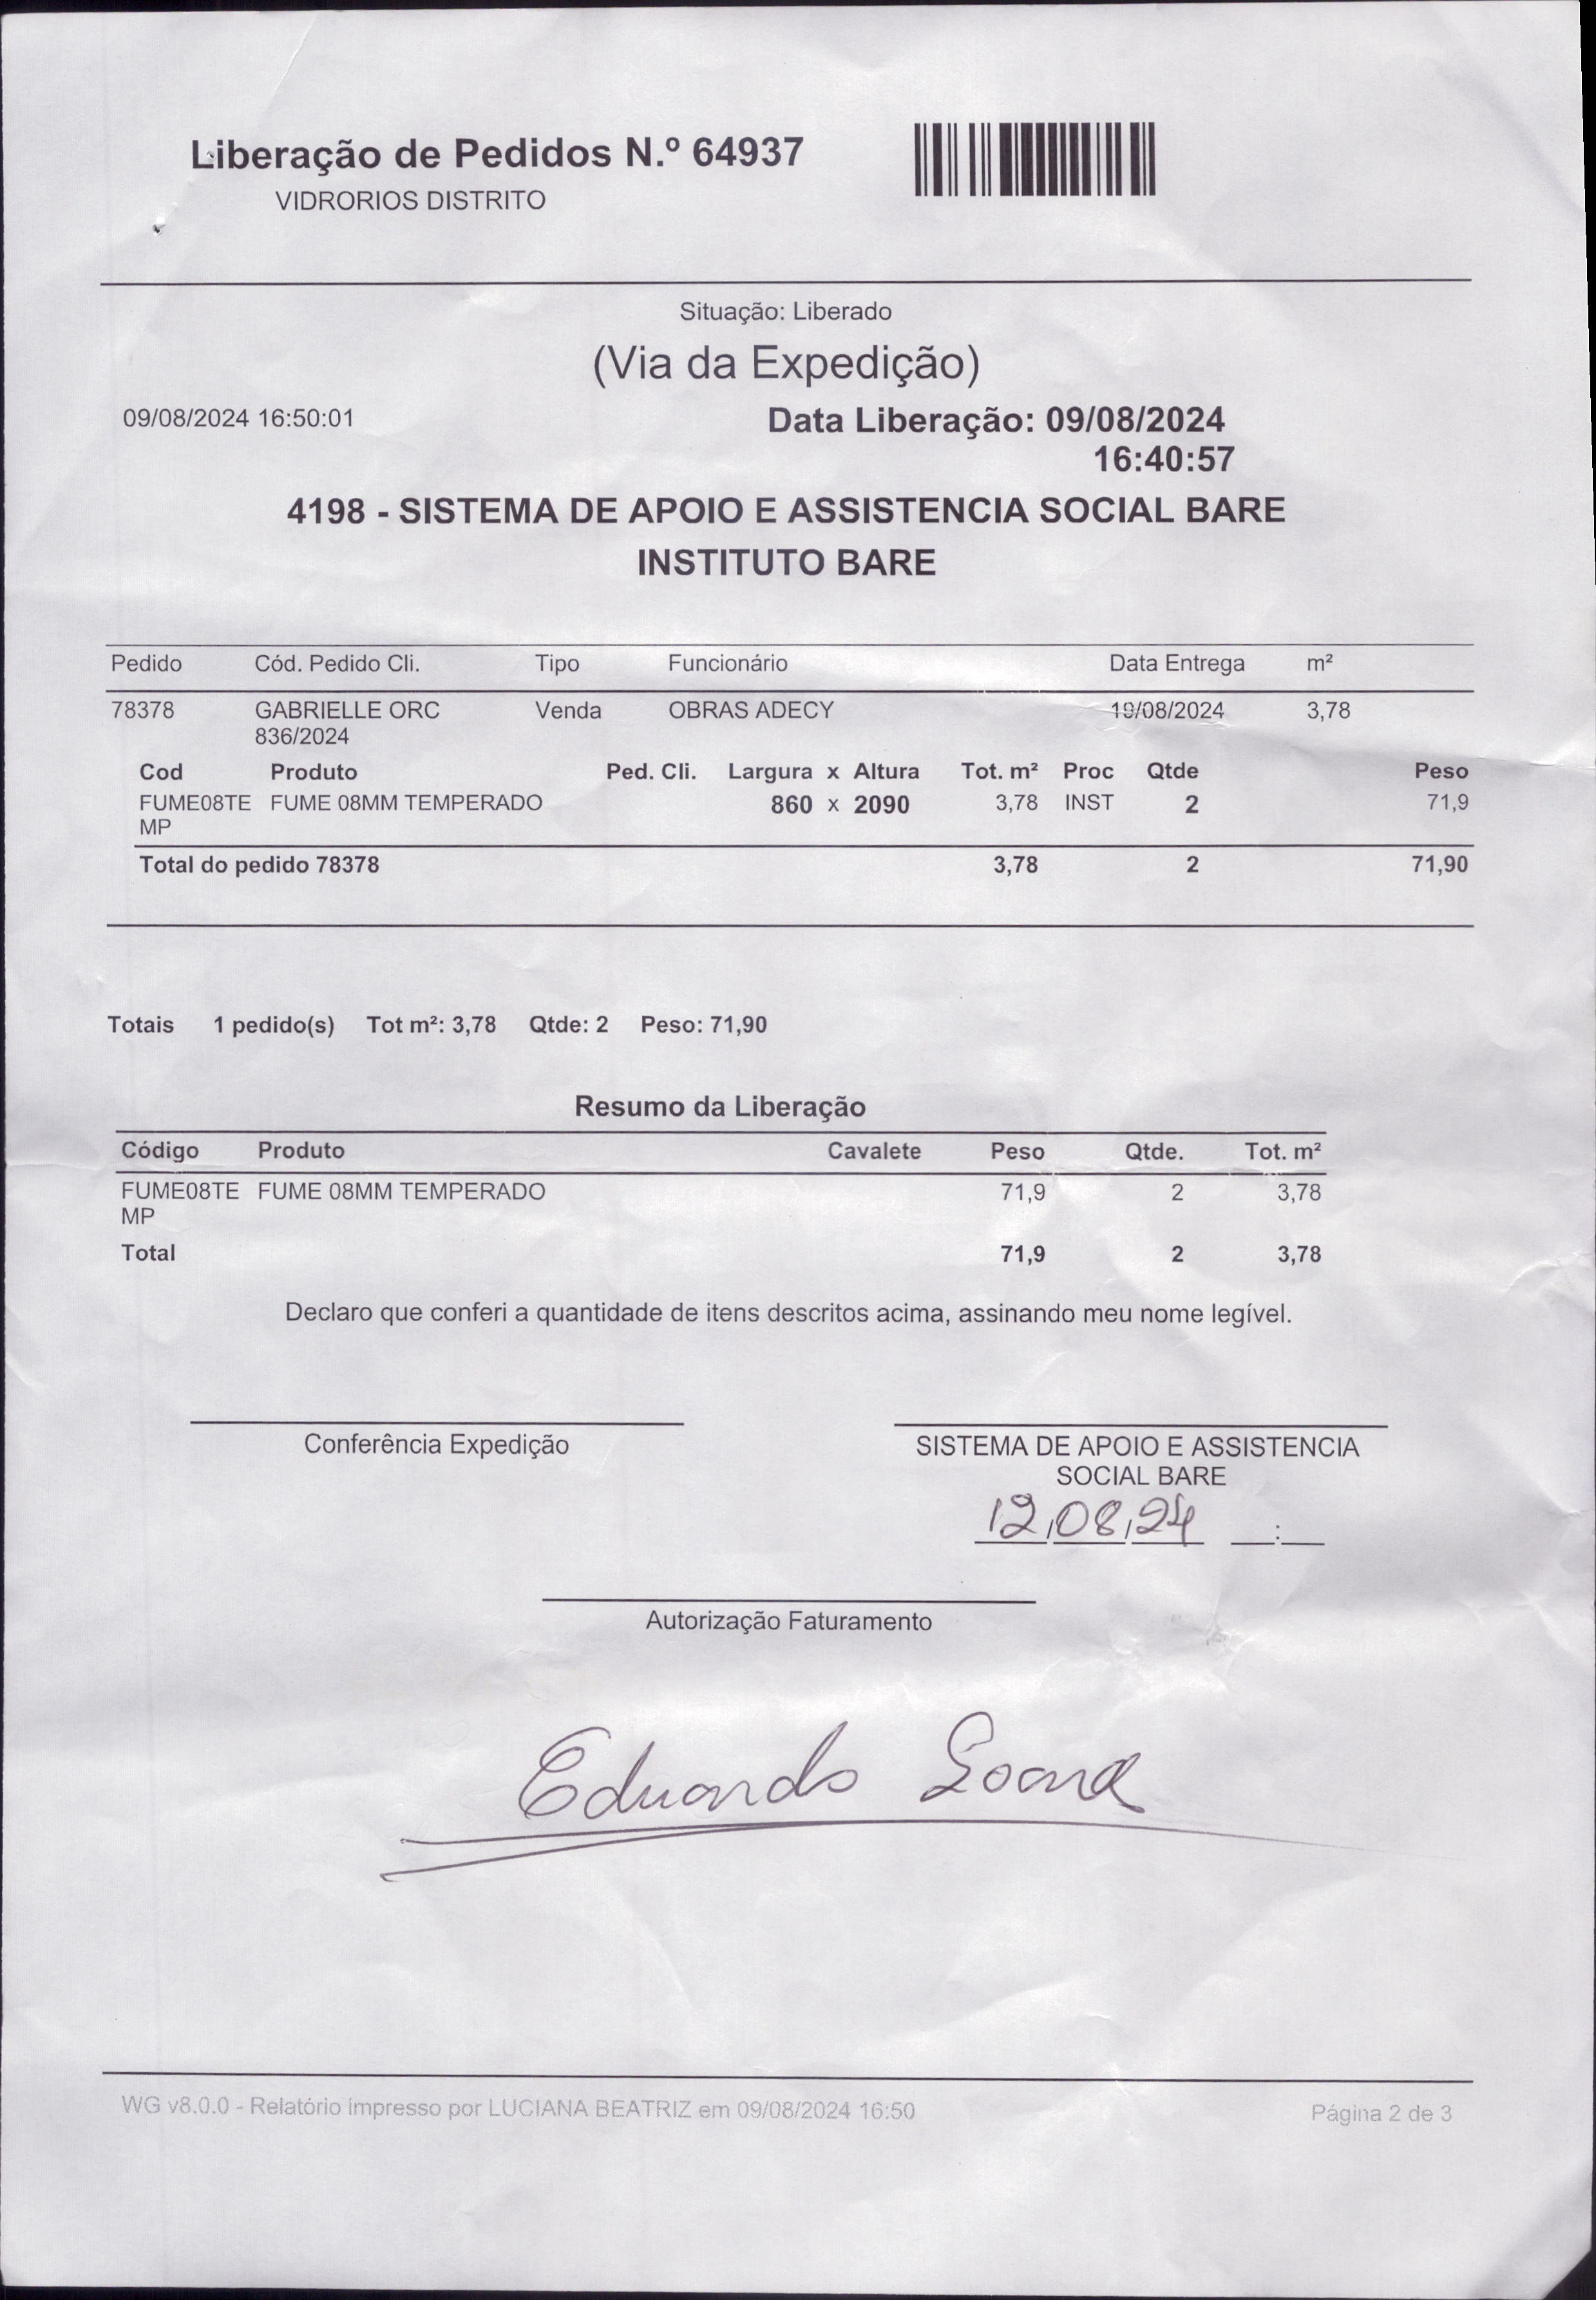 Liberação de Pedidos N.º 64937
VIDRORIOS DISTRITO
Situação: Liberado
(Via da Expedição)
09/08/2024 16:50:01 Data Liberação: 09/08/2024
16:40:57
4198 - SISTEMA DE APOIO E ASSISTENCIA SOCIAL BARE
INSTITUTO BARE
Pedido Cód. Pedido Cli. Tipo Funcionário Data Entrega m²
78378 GABRIELLE ORC Venda OBRAS ADECY 19/08/2024 3,78
836/2024
Cod Produto Ped. Cli. Largura x Altura Tot. m² Proc Qtde Peso
FUME08TE FUME 08MM TEMPERADO 860 x 2090 3,78 INST 2 71,9
MP
Total do pedido 78378 3,78 2 71,90
Totais 1 pedido(s) Tot m²: 3,78 Qtde: 2 Peso: 71,90
Resumo da Liberação
Código Produto Cavalete Peso Qtde. Tot. m²
FUME08TE FUME 08MM TEMPERADO 71,9 2 3,78
MP
Total 71,9 2 3,78
Declaro que conferi a quantidade de itens descritos acima, assinando meu nome legível.
Conferência Expedição SISTEMA DE APOIO E ASSISTENCIA
SOCIAL BARE
12/08/24 __:__
Autorização Faturamento
Eduardo
WG v8.0.0 - Relatório impresso por LUCIANA BEATRIZ em 09/08/2024 16:50 Página 2 de 3